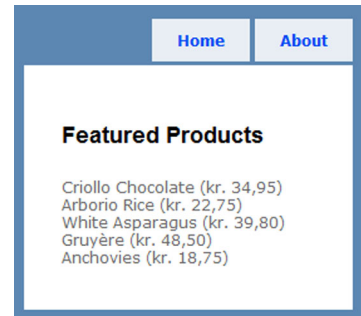 Home About
Featured Products
Criollo Chocolate (kr. 34,95)
Arborio Rice (kr. 22,75)
White Asparagus (kr. 39,80)
Gruyère (kr. 48,50)
Anchovies (kr. 18,75)